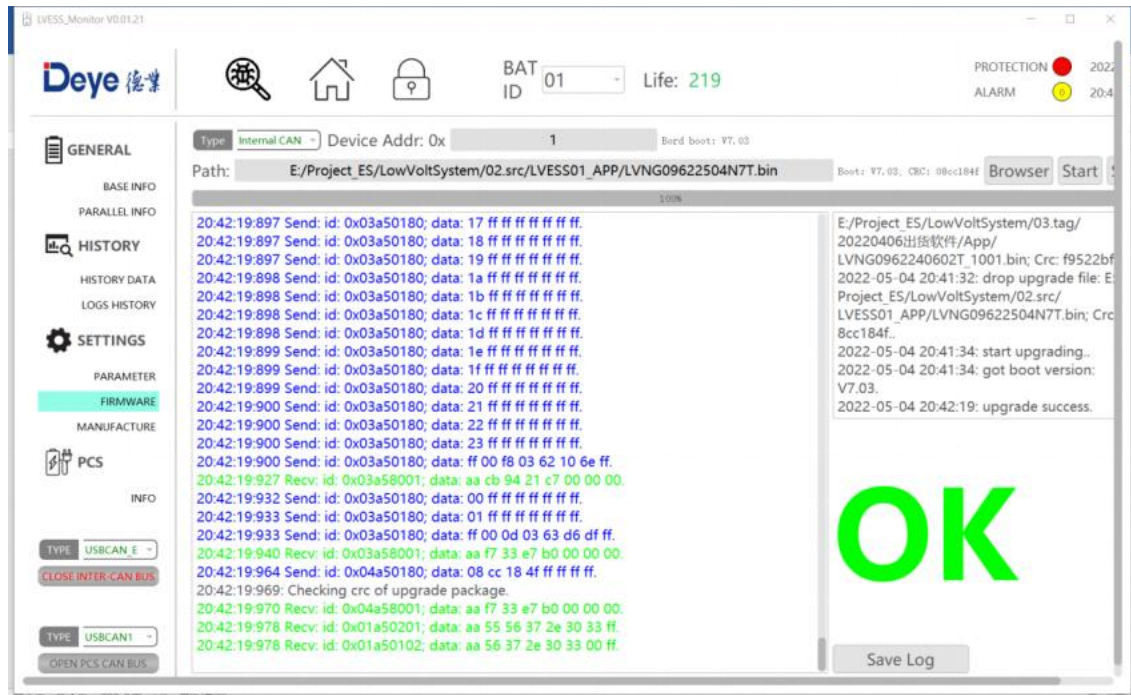 LVESS_Monitor V0.01.21
Deye 德業
BAT ID 01 Life: 219
PROTECTION 2022
ALARM 0 20:4
GENERAL
BASE INFO
PARALLEL INFO
HISTORY
HISTORY DATA
LOGS HISTORY
SETTINGS
PARAMETER
FIRMWARE
MANUFACTURE
PCS
INFO
TYPE USBCAN_E
CLOSE INTER-CAN BUS
TYPE USBCAN1
OPEN PCS CAN BUS
Type Internal CAN Device Addr: 0x 1 Bord boot: V7.03
Path: E:/Project_ES/LowVoltSystem/02.src/LVESS01_APP/LVNG09622504N7T.bin Boot: V7.03, CRC: 08cc184f Browser Start
100%
20:42:19:897 Send: id: 0x03a50180; data: 17 ff ff ff ff ff ff ff.
20:42:19:897 Send: id: 0x03a50180; data: 18 ff ff ff ff ff ff ff.
20:42:19:897 Send: id: 0x03a50180; data: 19 ff ff ff ff ff ff ff.
20:42:19:898 Send: id: 0x03a50180; data: 1a ff ff ff ff ff ff ff.
20:42:19:898 Send: id: 0x03a50180; data: 1b ff ff ff ff ff ff ff.
20:42:19:898 Send: id: 0x03a50180; data: 1c ff ff ff ff ff ff ff.
20:42:19:898 Send: id: 0x03a50180; data: 1d ff ff ff ff ff ff ff.
20:42:19:899 Send: id: 0x03a50180; data: 1e ff ff ff ff ff ff ff.
20:42:19:899 Send: id: 0x03a50180; data: 1f ff ff ff ff ff ff ff.
20:42:19:899 Send: id: 0x03a50180; data: 20 ff ff ff ff ff ff ff.
20:42:19:900 Send: id: 0x03a50180; data: 21 ff ff ff ff ff ff ff.
20:42:19:900 Send: id: 0x03a50180; data: 22 ff ff ff ff ff ff ff.
20:42:19:900 Send: id: 0x03a50180; data: 23 ff ff ff ff ff ff ff.
20:42:19:900 Send: id: 0x03a50180; data: ff 00 f8 03 62 10 6e ff.
20:42:19:927 Recv: id: 0x03a58001; data: aa cb 94 21 c7 00 00 00.
20:42:19:932 Send: id: 0x03a50180; data: 00 ff ff ff ff ff ff ff.
20:42:19:933 Send: id: 0x03a50180; data: 01 ff ff ff ff ff ff ff.
20:42:19:933 Send: id: 0x03a50180; data: ff 00 0d 03 63 d6 df ff.
20:42:19:940 Recv: id: 0x03a58001; data: aa f7 33 e7 b0 00 00 00.
20:42:19:964 Send: id: 0x04a50180; data: 08 cc 18 4f ff ff ff ff.
20:42:19:969: Checking crc of upgrade package.
20:42:19:970 Recv: id: 0x04a58001; data: aa f7 33 e7 b0 00 00 00.
20:42:19:978 Recv: id: 0x01a50201; data: aa 55 56 37 2e 30 33 ff.
20:42:19:978 Recv: id: 0x01a50102; data: aa 56 37 2e 30 33 00 ff.
E:/Project_ES/LowVoltSystem/03.tag/
20220406出货软件/App/
LVNG0962240602T_1001.bin; Crc: f9522bf
2022-05-04 20:41:32: drop upgrade file: E:
Project_ES/LowVoltSystem/02.src/
LVESS01_APP/LVNG09622504N7T.bin; Crc
8cc184f..
2022-05-04 20:41:34: start upgrading..
2022-05-04 20:41:34: got boot version:
V7.03.
2022-05-04 20:42:19: upgrade success.
OK
Save Log